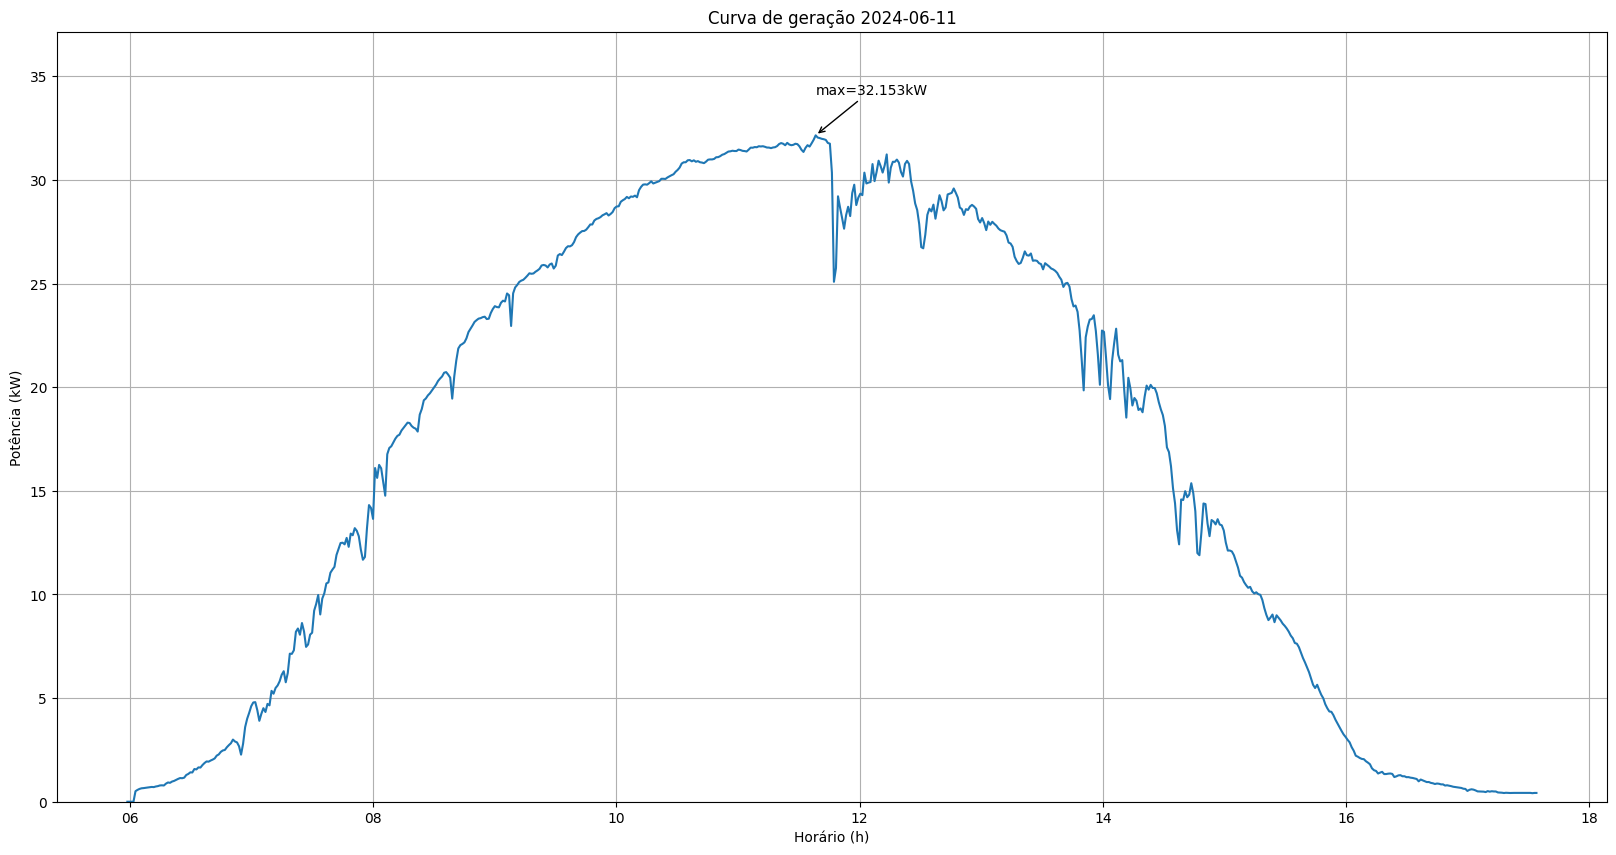 Curva de geração 2024-06-11
max=32.153kW
Potência (kW)
35
30
25
20
15
10
5
0
06 08 10 12 14 16 18
Horário (h)